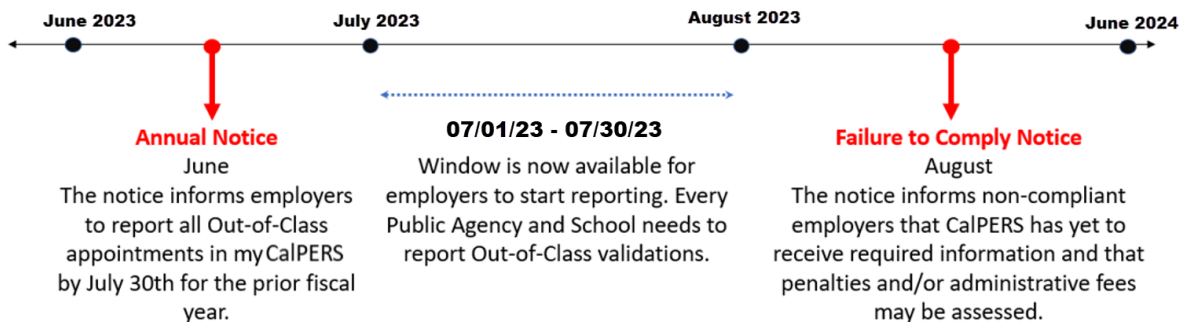 June 2023
July 2023
August 2023
June 2024
Annual Notice
June
The notice informs employers
to report all Out-of-Class
appointments in my CalPERS
by July 30th for the prior fiscal
year.
07/01/23 - 07/30/23
Window is now available for
employers to start reporting. Every
Public Agency and School needs to
report Out-of-Class validations.
Failure to Comply Notice
August
The notice informs non-compliant
employers that CalPERS has yet to
receive required information and that
penalties and/or administrative fees
may be assessed.